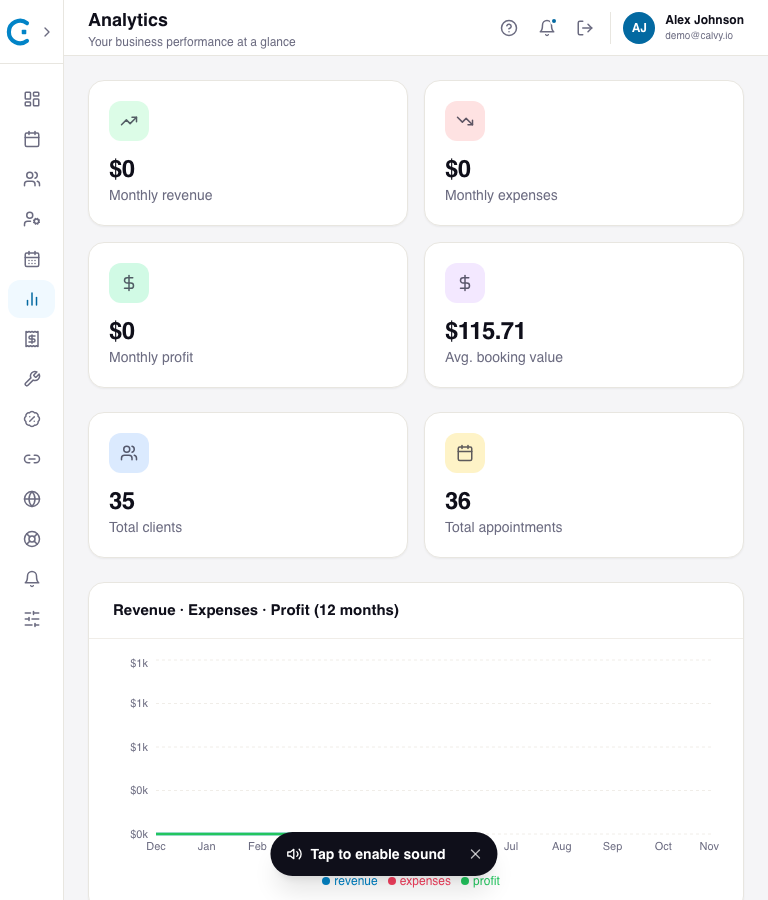 Analytics
Your business performance at a glance
AJ
Alex Johnson
demo@calvy.io
$0
Monthly revenue
$0
Monthly expenses
$0
Monthly profit
$115.71
Avg. booking value
35
Total clients
36
Total appointments
Revenue · Expenses · Profit (12 months)
$1k
$1k
$1k
$0k
$0k
Dec Jan Feb Jul Aug Sep Oct Nov
Tap to enable sound
revenue expenses profit